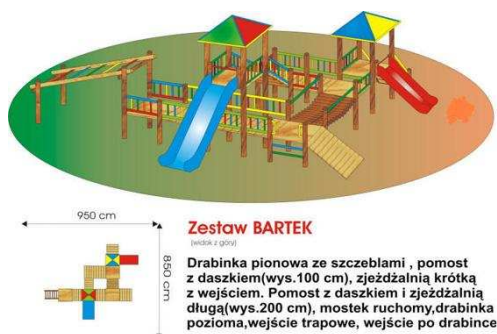 950 cm
850 cm
Zestaw BARTEK
(widok z góry)
Drabinka pionowa ze szczeblami , pomost
z daszkiem(wys.100 cm), zjeżdżalnią krótką
z wejściem. Pomost z daszkiem i zjeżdżalnią
długą(wys.200 cm), mostek ruchomy,drabinka
pozioma,wejście trapowe, wejście po drabince